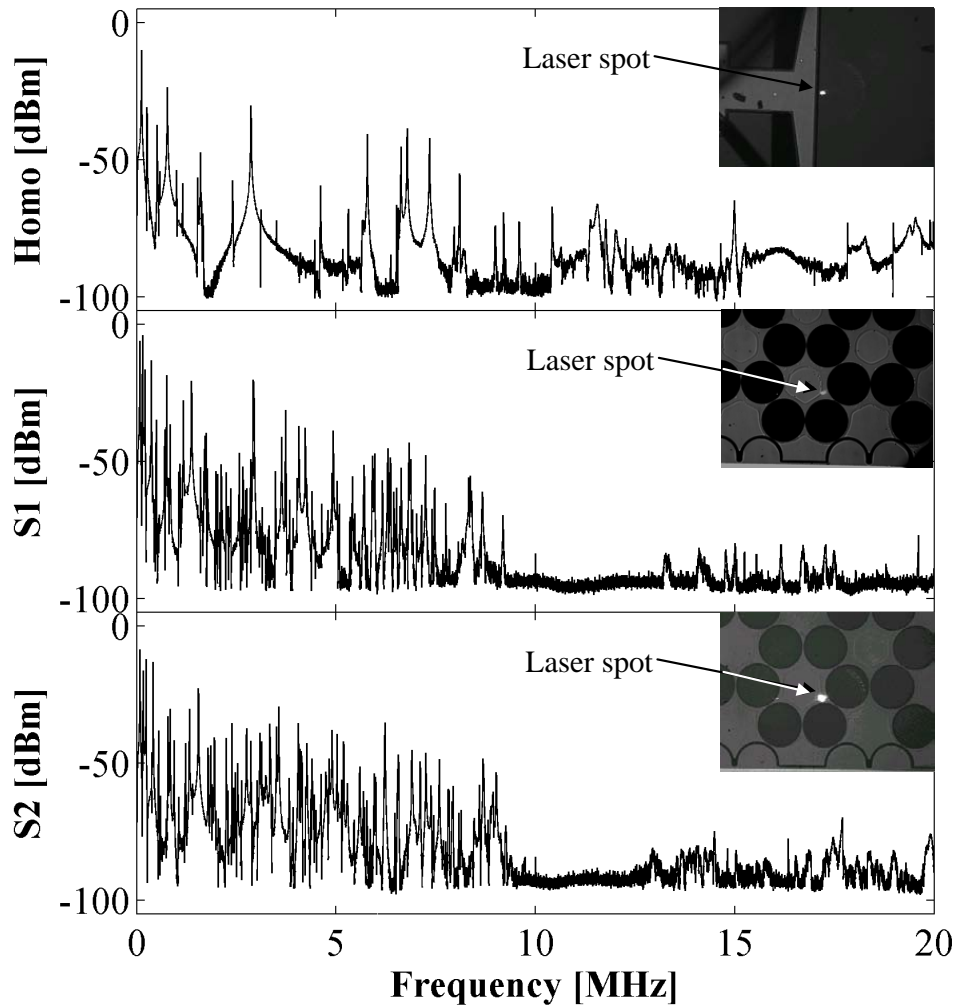 Homo [dBm]
0
-50
-100
Laser spot
S1 [dBm]
0
-50
-100
Laser spot
S2 [dBm]
0
-50
-100
Laser spot
0 5 10 15 20
Frequency [MHz]